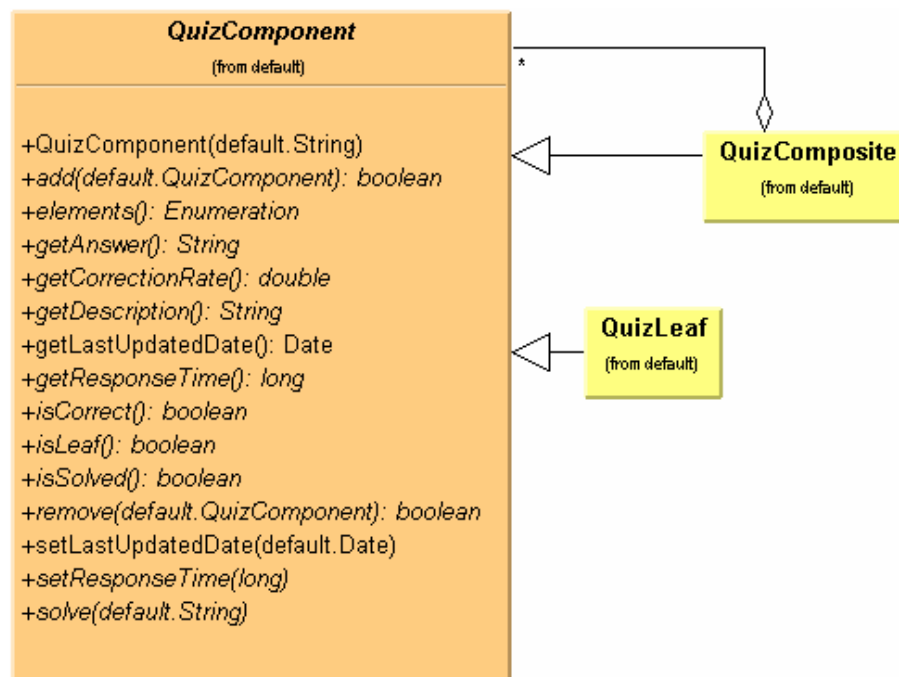 QuizComponent
(from default)
+QuizComponent(default.String)
+add(default.QuizComponent): boolean
+elements(): Enumeration
+getAnswer(): String
+getCorrectionRate(): double
+getDescription(): String
+getLastUpdatedDate(): Date
+getResponseTime(): long
+isCorrect(): boolean
+isLeaf(): boolean
+isSolved(): boolean
+remove(default.QuizComponent): boolean
+setLastUpdatedDate(default.Date)
+setResponseTime(long)
+solve(default.String)
*
QuizComposite
(from default)
QuizLeaf
(from default)